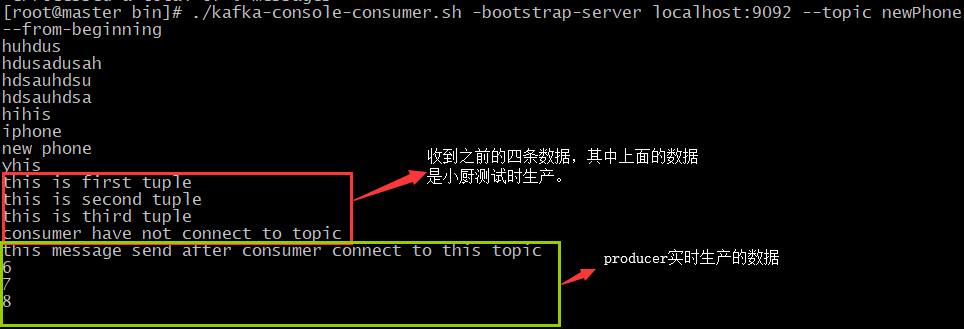 [root@master bin]# ./kafka-console-consumer.sh -bootstrap-server localhost:9092 --topic newPhone
--from-beginning
huhdus
hdusadusah
hdsauhdsu
hdsauhdsa
hihis
iphone
new phone
yhis
this is first tuple
this is second tuple
this is third tuple
consumer have not connect to topic
收到之前的四条数据，其中上面的数据
是小厨测试时生产。
this message send after consumer connect to this topic
6
7
8
producer实时生产的数据